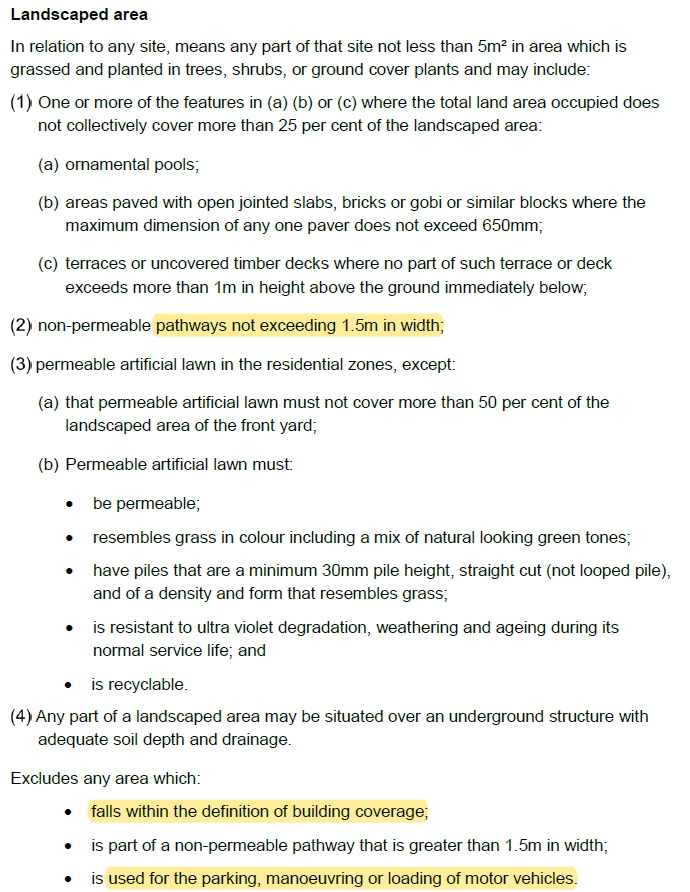 Landscaped area
In relation to any site, means any part of that site not less than 5m² in area which is
grassed and planted in trees, shrubs, or ground cover plants and may include:
(1) One or more of the features in (a) (b) or (c) where the total land area occupied does
not collectively cover more than 25 per cent of the landscaped area:
(a) ornamental pools;
(b) areas paved with open jointed slabs, bricks or gobi or similar blocks where the
maximum dimension of any one paver does not exceed 650mm;
(c) terraces or uncovered timber decks where no part of such terrace or deck
exceeds more than 1m in height above the ground immediately below;
(2) non-permeable pathways not exceeding 1.5m in width;
(3) permeable artificial lawn in the residential zones, except:
(a) that permeable artificial lawn must not cover more than 50 per cent of the
landscaped area of the front yard;
(b) Permeable artificial lawn must:
• be permeable;
• resembles grass in colour including a mix of natural looking green tones;
• have piles that are a minimum 30mm pile height, straight cut (not looped pile),
and of a density and form that resembles grass;
• is resistant to ultra violet degradation, weathering and ageing during its
normal service life; and
• is recyclable.
(4) Any part of a landscaped area may be situated over an underground structure with
adequate soil depth and drainage.
Excludes any area which:
• falls within the definition of building coverage;
• is part of a non-permeable pathway that is greater than 1.5m in width;
• is used for the parking, manoeuvring or loading of motor vehicles.